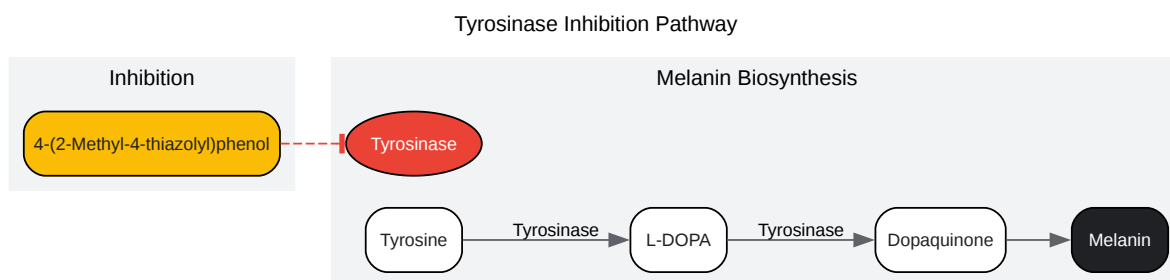 Tyrosinase Inhibition Pathway
Inhibition
Melanin Biosynthesis
4-(2-Methyl-4-thiazolyl)phenol
Tyrosinase
Tyrosine
Tyrosinase
L-DOPA
Tyrosinase
Dopaquinone
Melanin